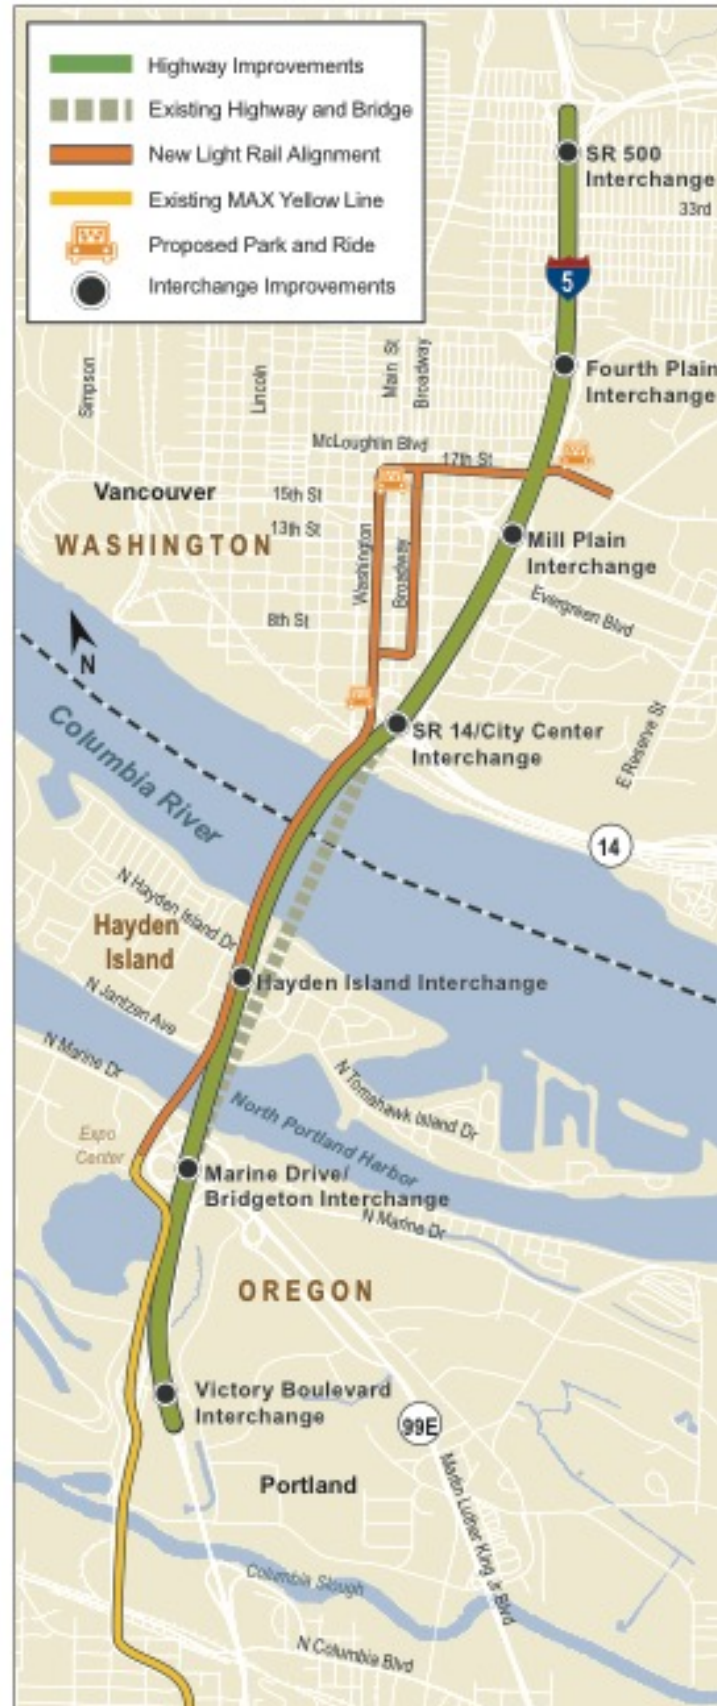 Highway Improvements
Existing Highway and Bridge
New Light Rail Alignment
Existing MAX Yellow Line
Proposed Park and Ride
Interchange Improvements
SR 500
Interchange
33rd
5
Simpson
Lincoln
Main St
Broadway
Fourth Plain
Interchange
McLoughlin Blvd
17th St
Vancouver
15th St
13th St
WASHINGTON
Washington
Broadway
Mill Plain
Interchange
Evergreen Blvd
8th St
N
E Reserve St
SR 14/City Center
Interchange
Columbia River
14
N Hayden Island Dr
Hayden
Island
Hayden Island Interchange
N Jantzen Ave
N Marine Dr
N Tomahawk Island Dr
North Portland Harbor
Expo
Center
Marine Drive/
Bridgeton Interchange
N Marine Dr
OREGON
Victory Boulevard
Interchange
99E
Portland
Martin Luther King Jr Blvd
Columbia Slough
N Columbia Blvd